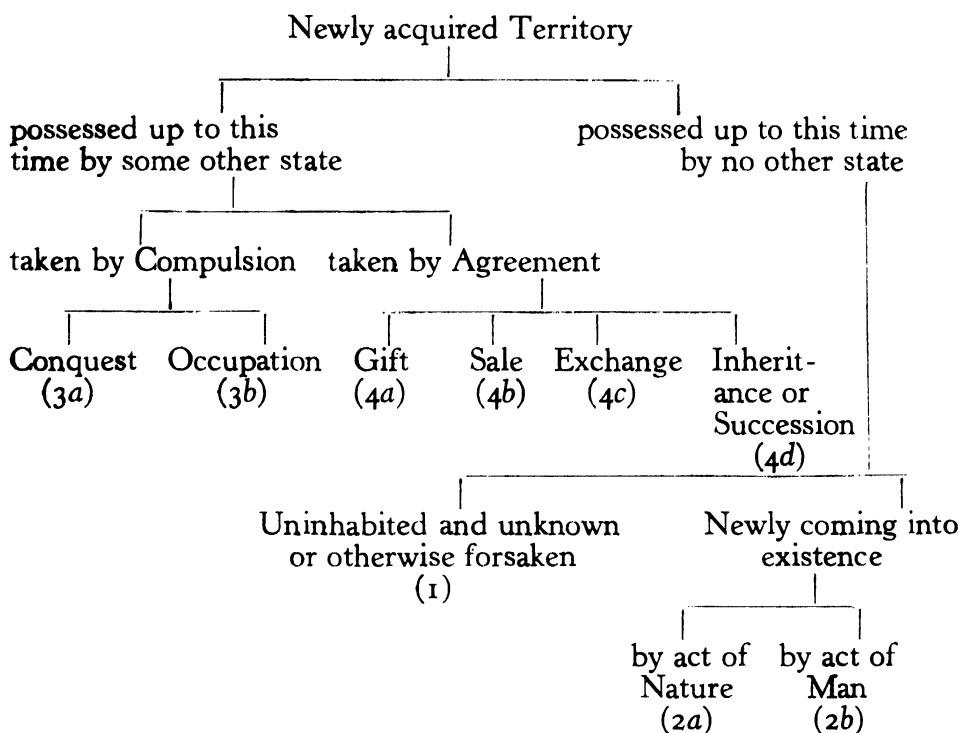 Newly acquired Territory
possessed up to this
time by some other state
possessed up to this time
by no other state
taken by Compulsion
taken by Agreement
Conquest
(3a)
Occupation
(3b)
Gift
(4a)
Sale
(4b)
Exchange
(4c)
Inherit-
ance or
Succession
(4d)
Uninhabited and unknown
or otherwise forsaken
(1)
Newly coming into
existence
by act of
Nature
(2a)
by act of
Man
(2b)